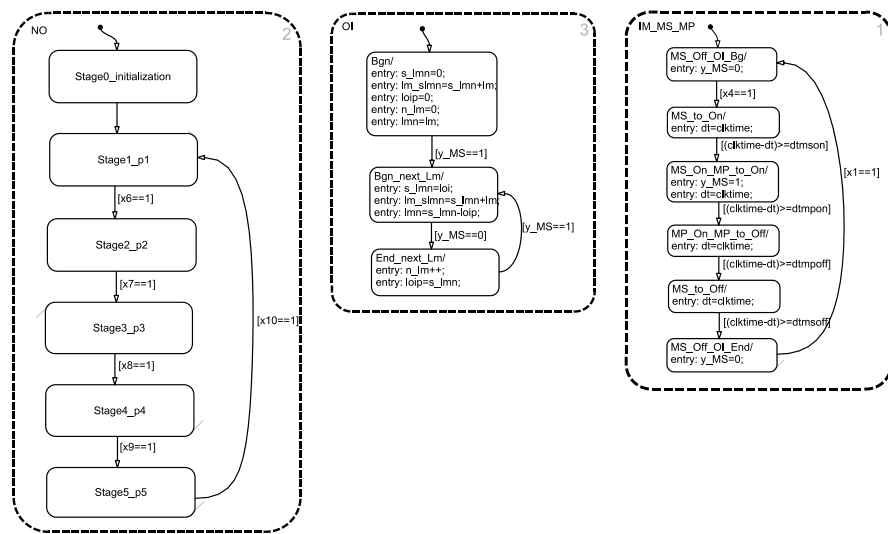 NO
2
Stage0_initialization
Stage1_p1
[x6==1]
Stage2_p2
[x7==1]
Stage3_p3
[x10==1]
[x8==1]
Stage4_p4
[x9==1]
Stage5_p5
OI
3
Bgn/
entry: s_lmn=0;
entry: lm_slmn=s_lmn+lm;
entry: loip=0;
entry: n_lm=0;
entry: lmn=lm;
[y_MS==1]
Bgn_next_Lm/
entry: s_lmn=loi;
entry: lm_slmn=s_lmn+lm;
entry: lmn=s_lmn-loip;
[y_MS==1]
[y_MS==0]
End_next_Lm/
entry: n_lm++;
entry: loip=s_lmn;
IM_MS_MP
1
MS_Off_OI_Bg/
entry: y_MS=0;
[x4==1]
MS_to_On/
entry: dt=clktime;
[(clktime-dt)>=dtmson]
MS_On_MP_to_On/
entry: y_MS=1;
entry: dt=clktime;
[x1==1]
[(clktime-dt)>=dtmpon]
MP_On_MP_to_Off/
entry: dt=clktime;
[(clktime-dt)>=dtmpoff]
MS_to_Off/
entry: dt=clktime;
[(clktime-dt)>=dtmsoff]
MS_Off_OI_End/
entry: y_MS=0;